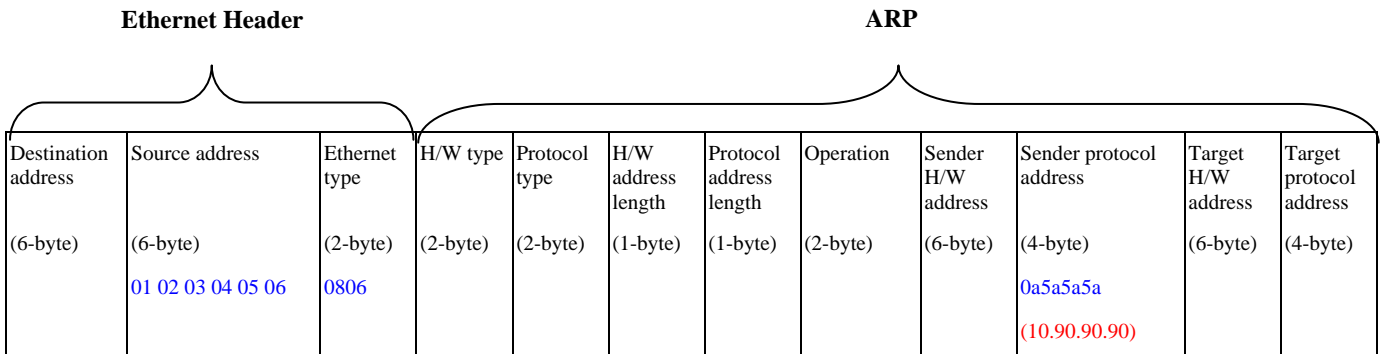 Ethernet Header
ARP
Destination address
(6-byte)
Source address
(6-byte)
01 02 03 04 05 06
Ethernet type
(2-byte)
0806
H/W type
(2-byte)
Protocol type
(2-byte)
H/W address length
(1-byte)
Protocol address length
(1-byte)
Operation
(2-byte)
Sender H/W address
(6-byte)
Sender protocol address
(4-byte)
0a5a5a5a
(10.90.90.90)
Target H/W address
(6-byte)
Target protocol address
(4-byte)